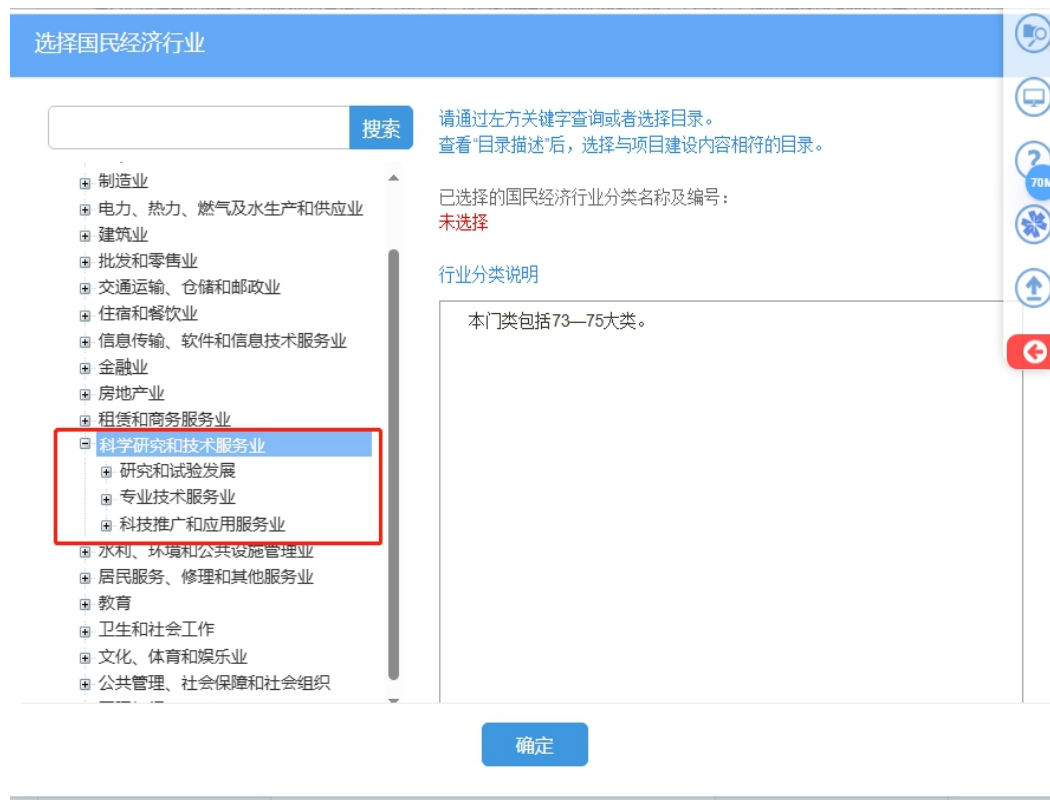 选择国民经济行业
搜索
制造业
电力、热力、燃气及水生产和供应业
建筑业
批发和零售业
交通运输、仓储和邮政业
住宿和餐饮业
信息传输、软件和信息技术服务业
金融业
房地产业
租赁和商务服务业
科学研究和技术服务业
研究和试验发展
专业技术服务业
科技推广和应用服务业
水利、环境和公共设施管理业
居民服务、修理和其他服务业
教育
卫生和社会工作
文化、体育和娱乐业
公共管理、社会保障和社会组织
请通过左方关键字查询或者选择目录。
查看“目录描述”后，选择与项目建设内容相符的目录。
已选择的国民经济行业分类名称及编号：
未选择
行业分类说明
本门类包括73—75大类。
70M
确定